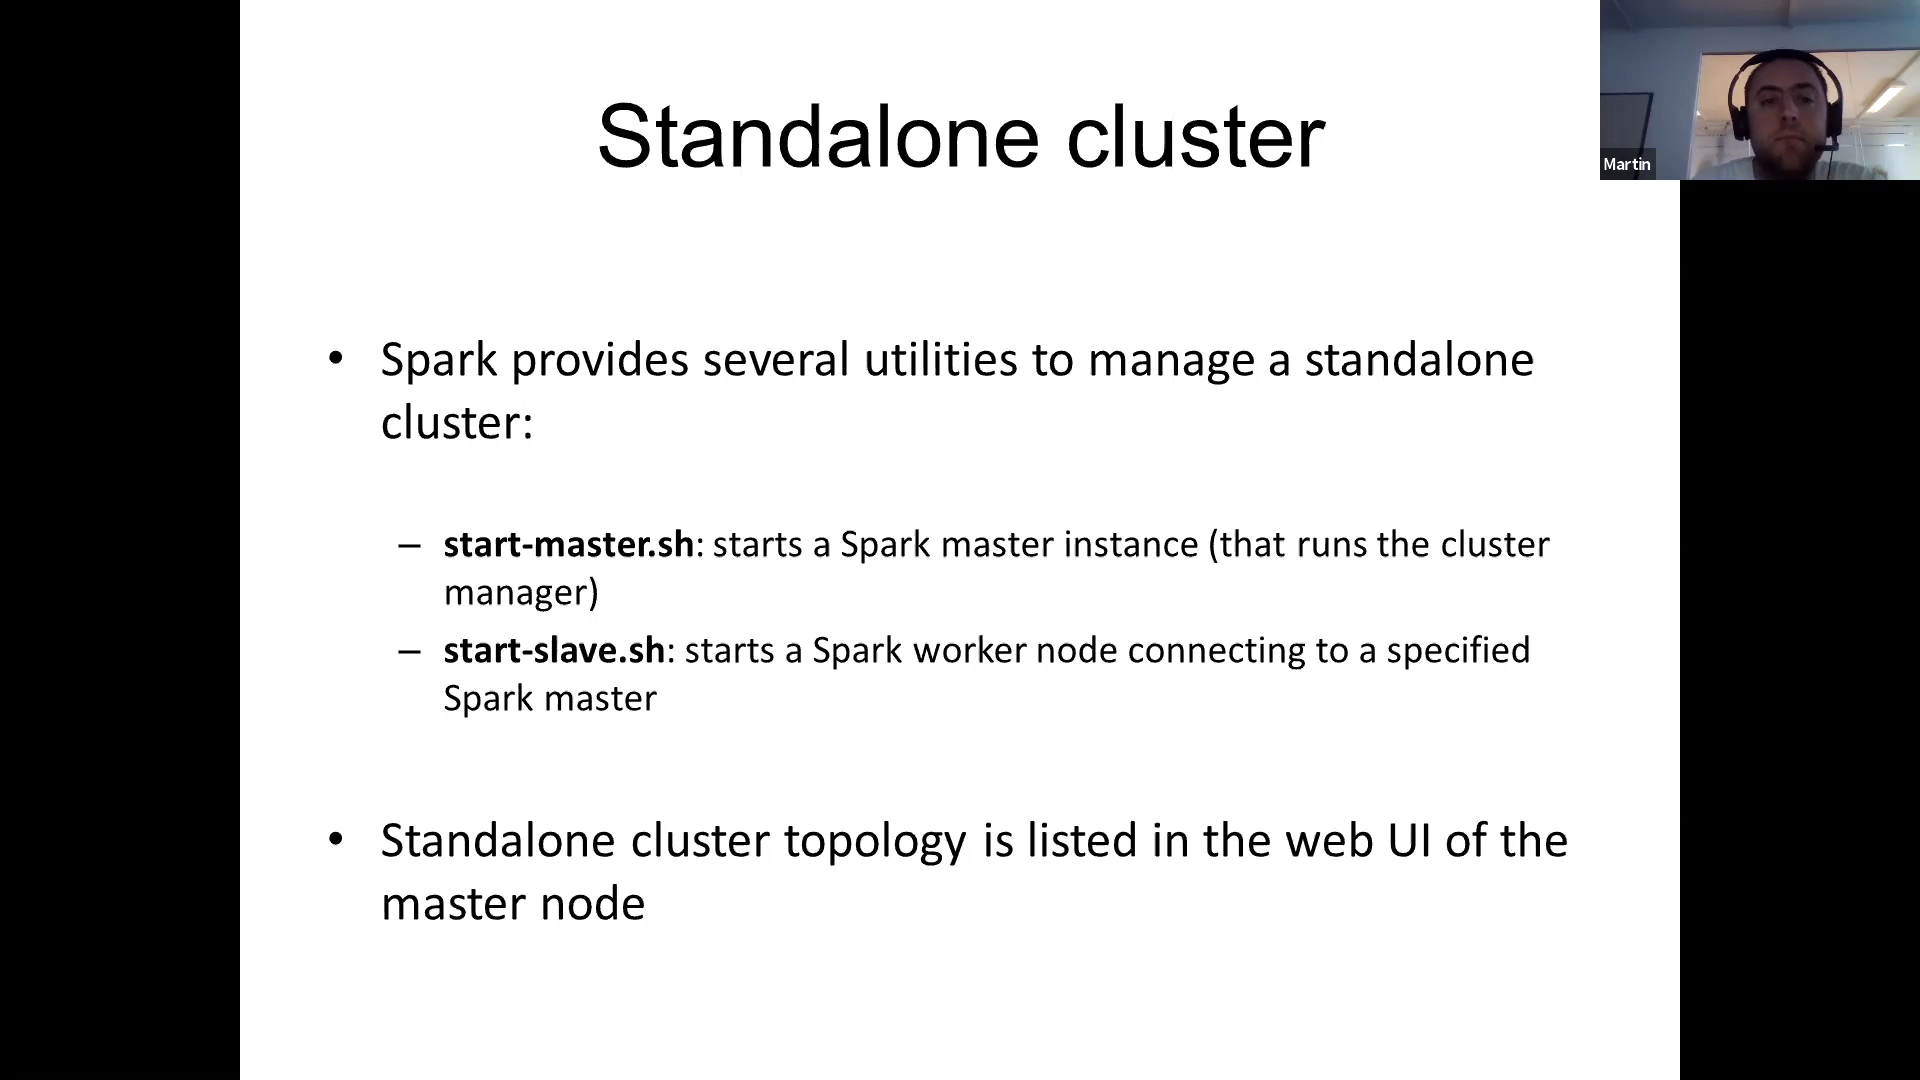 Standalone cluster
Martin
• Spark provides several utilities to manage a standalone
cluster:
– start-master.sh: starts a Spark master instance (that runs the cluster
manager)
– start-slave.sh: starts a Spark worker node connecting to a specified
Spark master
• Standalone cluster topology is listed in the web UI of the
master node